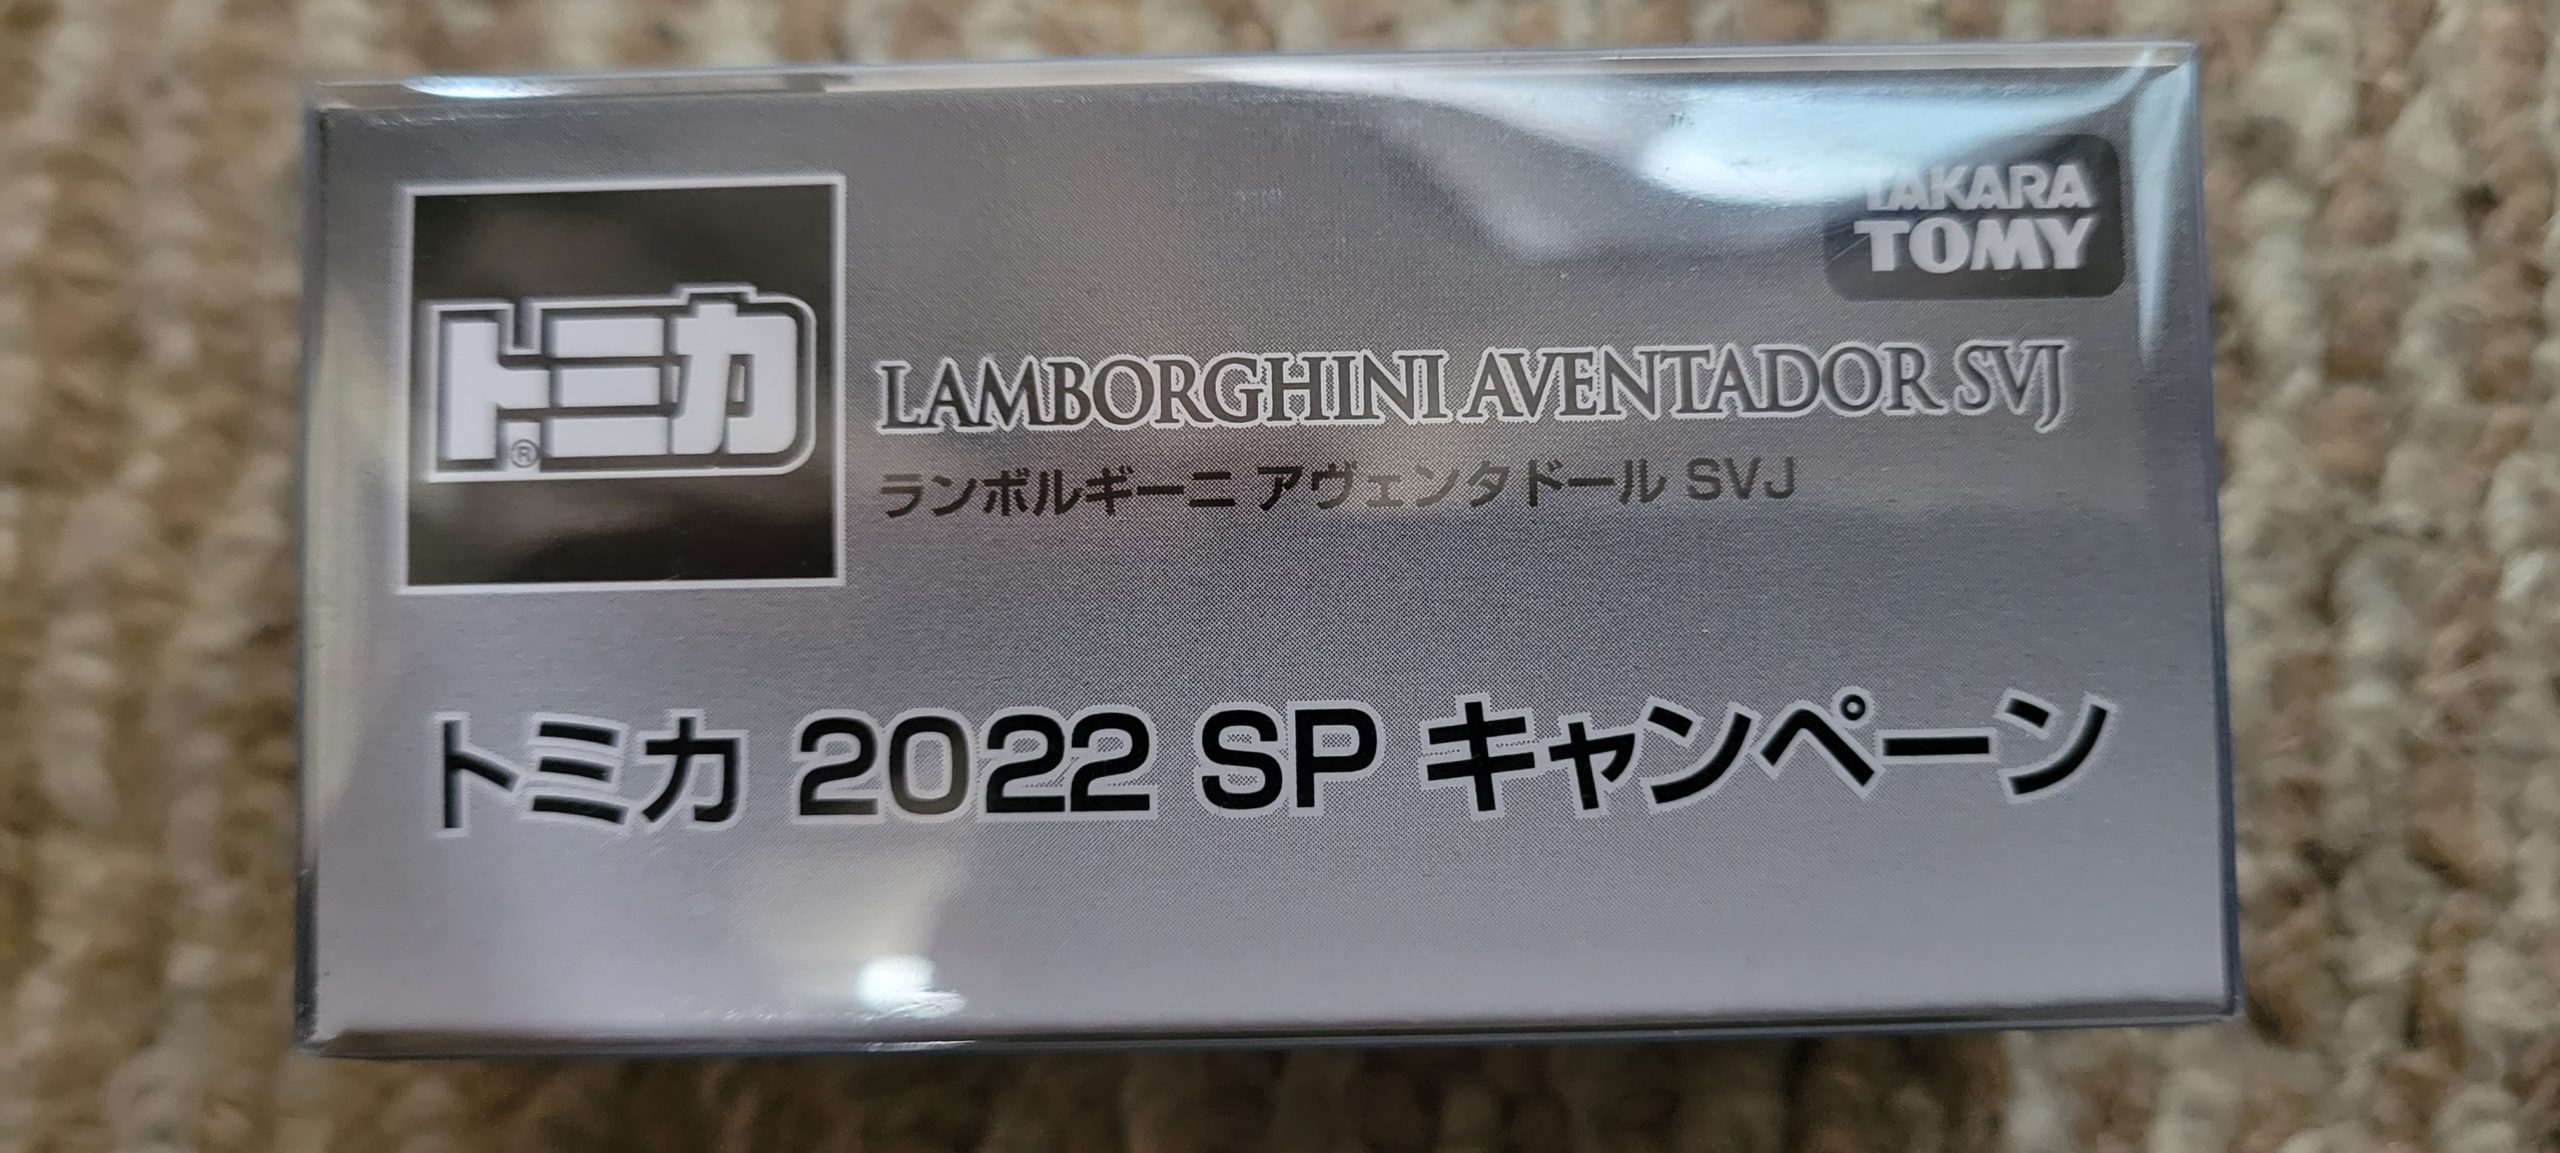 TAKARA
TOMY
トミカ®
LAMBORGHINI AVENTADOR SVJ
ランボルギーニ アヴェンタドール SVJ
トミカ 2022 SP キャンペーン